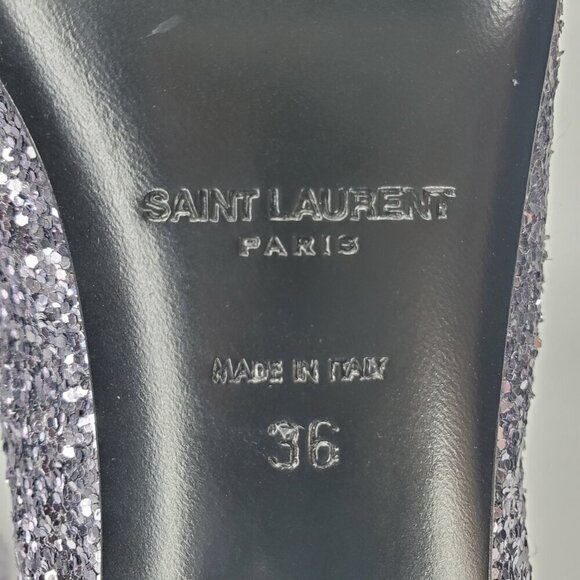 SAINT LAURENT
PARIS
MADE IN ITALY
36